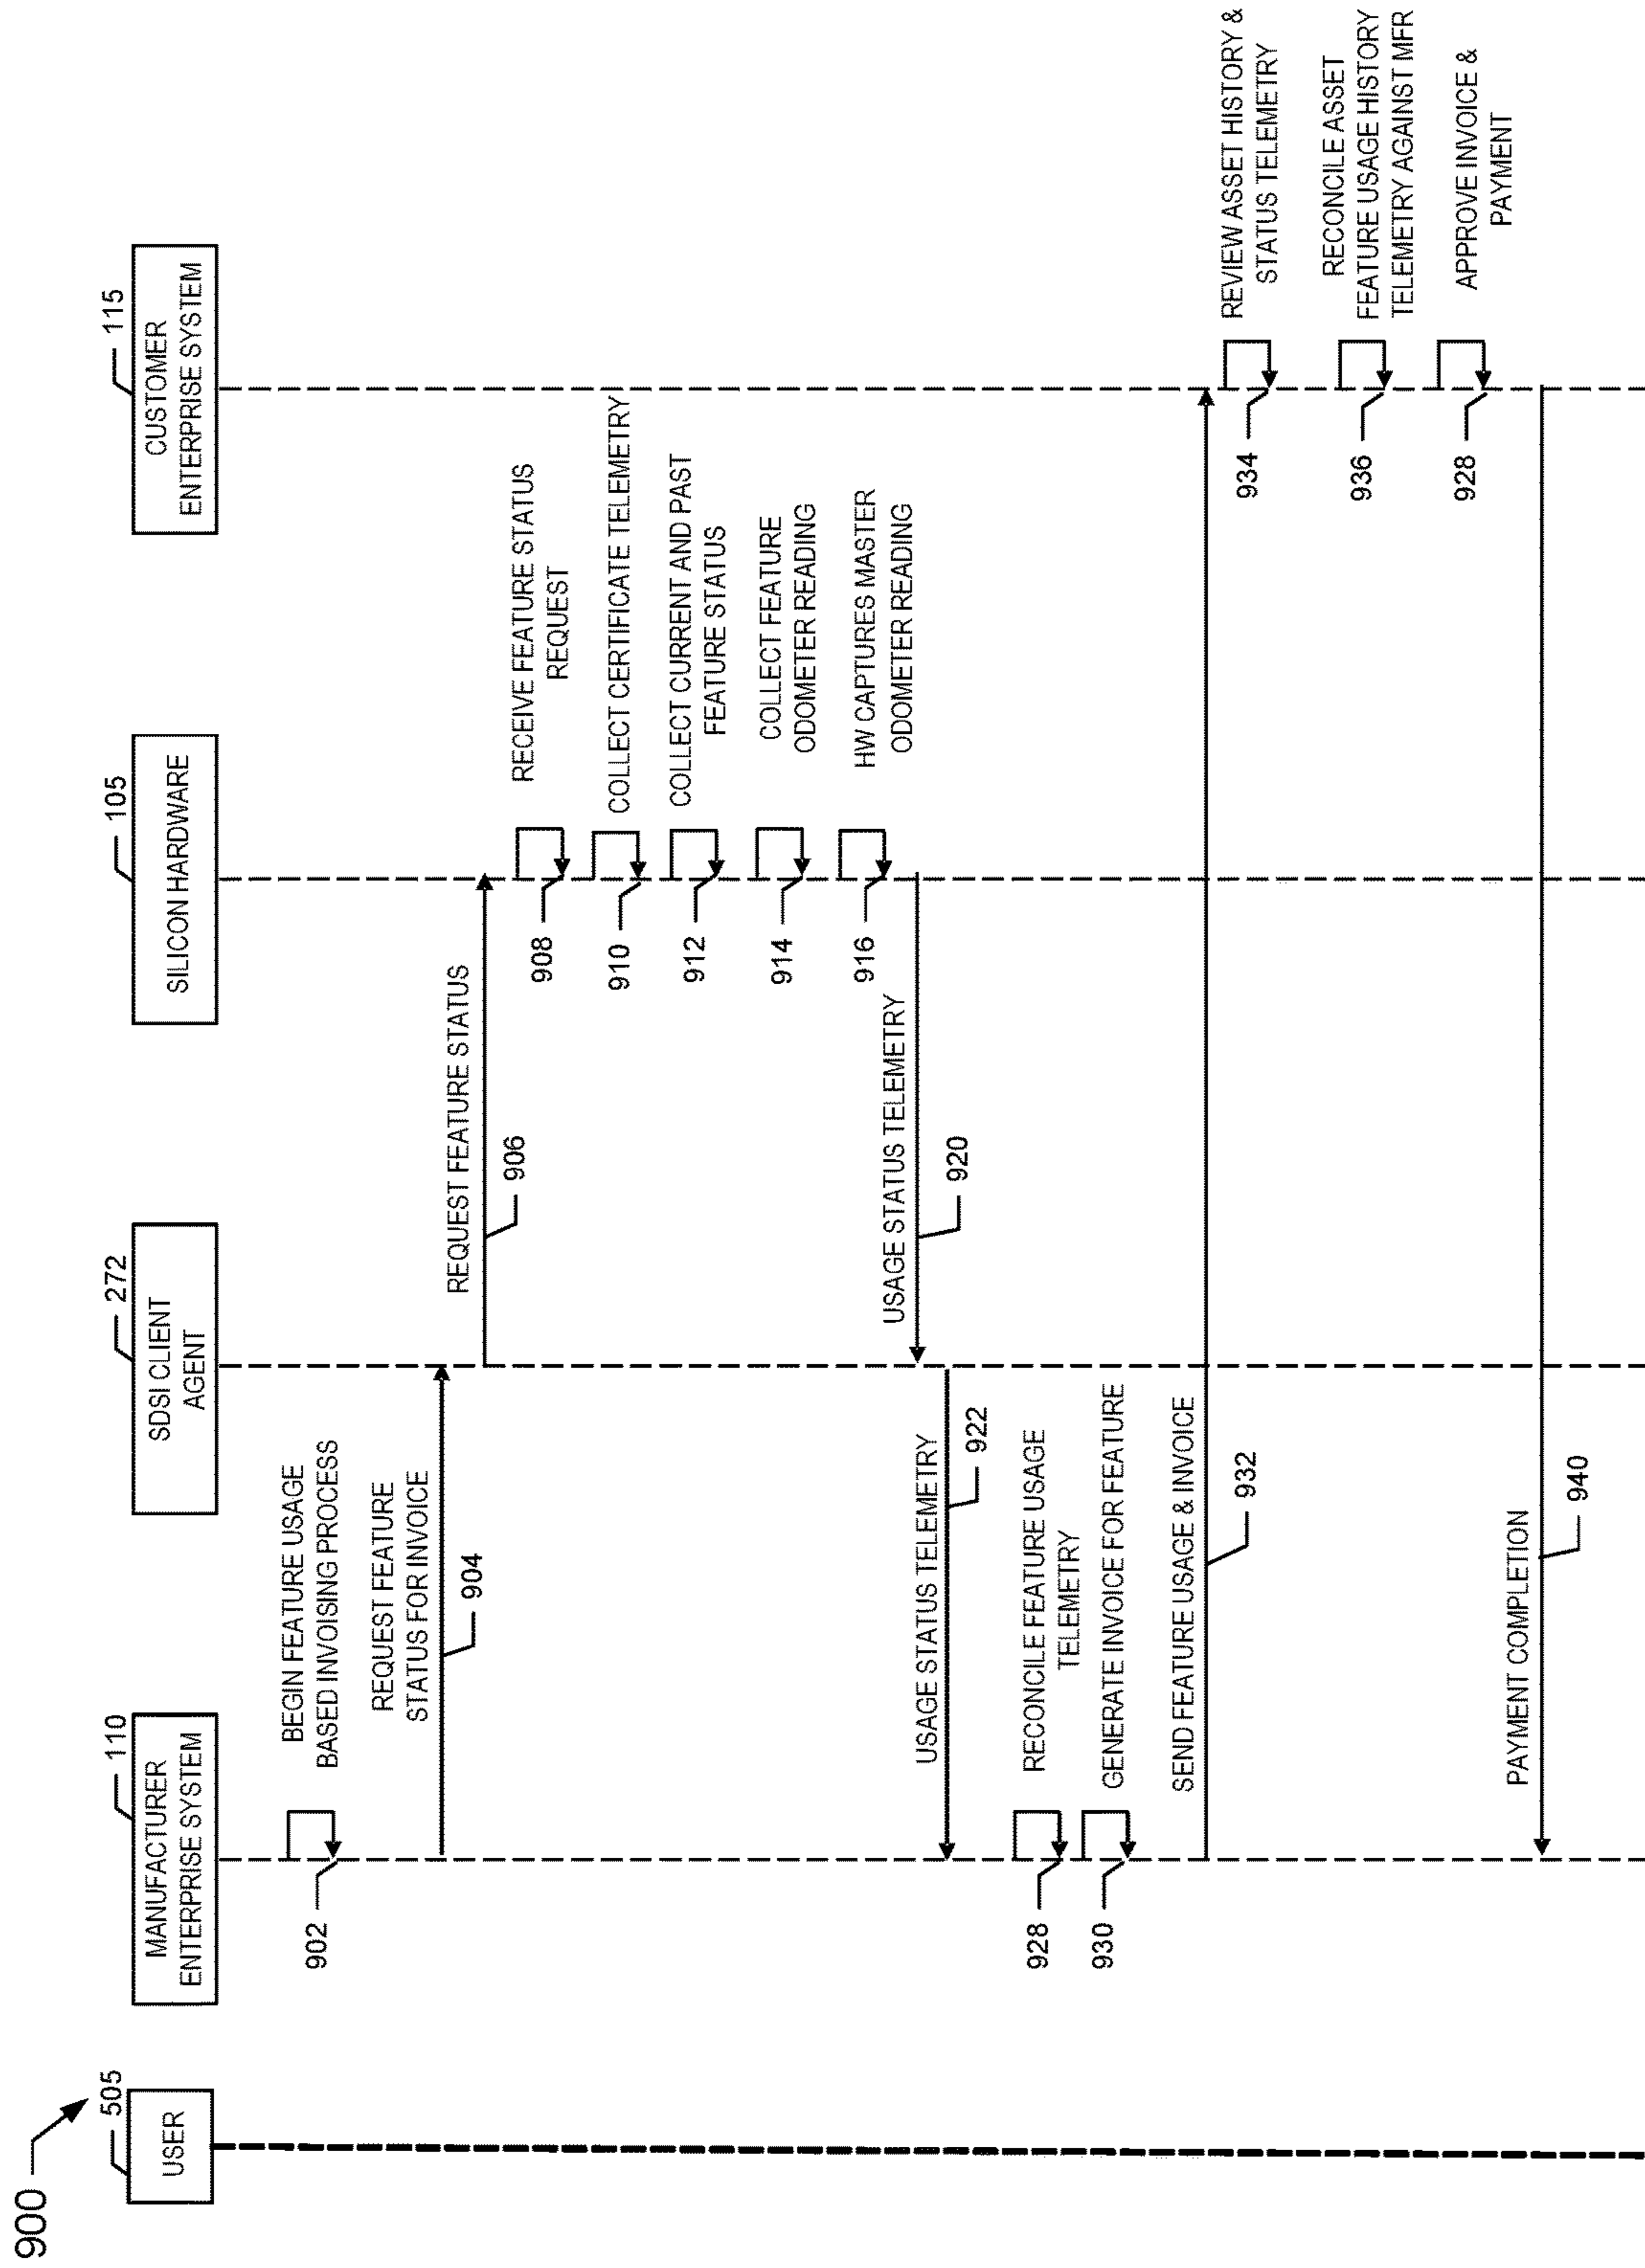 900
505
USER
110
MANUFACTURER
ENTERPRISE SYSTEM
272
SDSI CLIENT
AGENT
105
SILICON HARDWARE
115
CUSTOMER
ENTERPRISE SYSTEM
902
BEGIN FEATURE USAGE
BASED INVOISING PROCESS
REQUEST FEATURE
STATUS FOR INVOICE
904
REQUEST FEATURE STATUS
906
908
RECEIVE FEATURE STATUS
REQUEST
910
COLLECT CERTIFICATE TELEMETRY
912
COLLECT CURRENT AND PAST
FEATURE STATUS
914
COLLECT FEATURE
ODOMETER READING
916
HW CAPTURES MASTER
ODOMETER READING
USAGE STATUS TELEMETRY
920
USAGE STATUS TELEMETRY
922
928
RECONCILE FEATURE USAGE
TELEMETRY
930
GENERATE INVOICE FOR FEATURE
SEND FEATURE USAGE & INVOICE
932
934
REVIEW ASSET HISTORY &
STATUS TELEMETRY
936
RECONCILE ASSET
FEATURE USAGE HISTORY
TELEMETRY AGAINST MFR
928
APPROVE INVOICE &
PAYMENT
PAYMENT COMPLETION
940